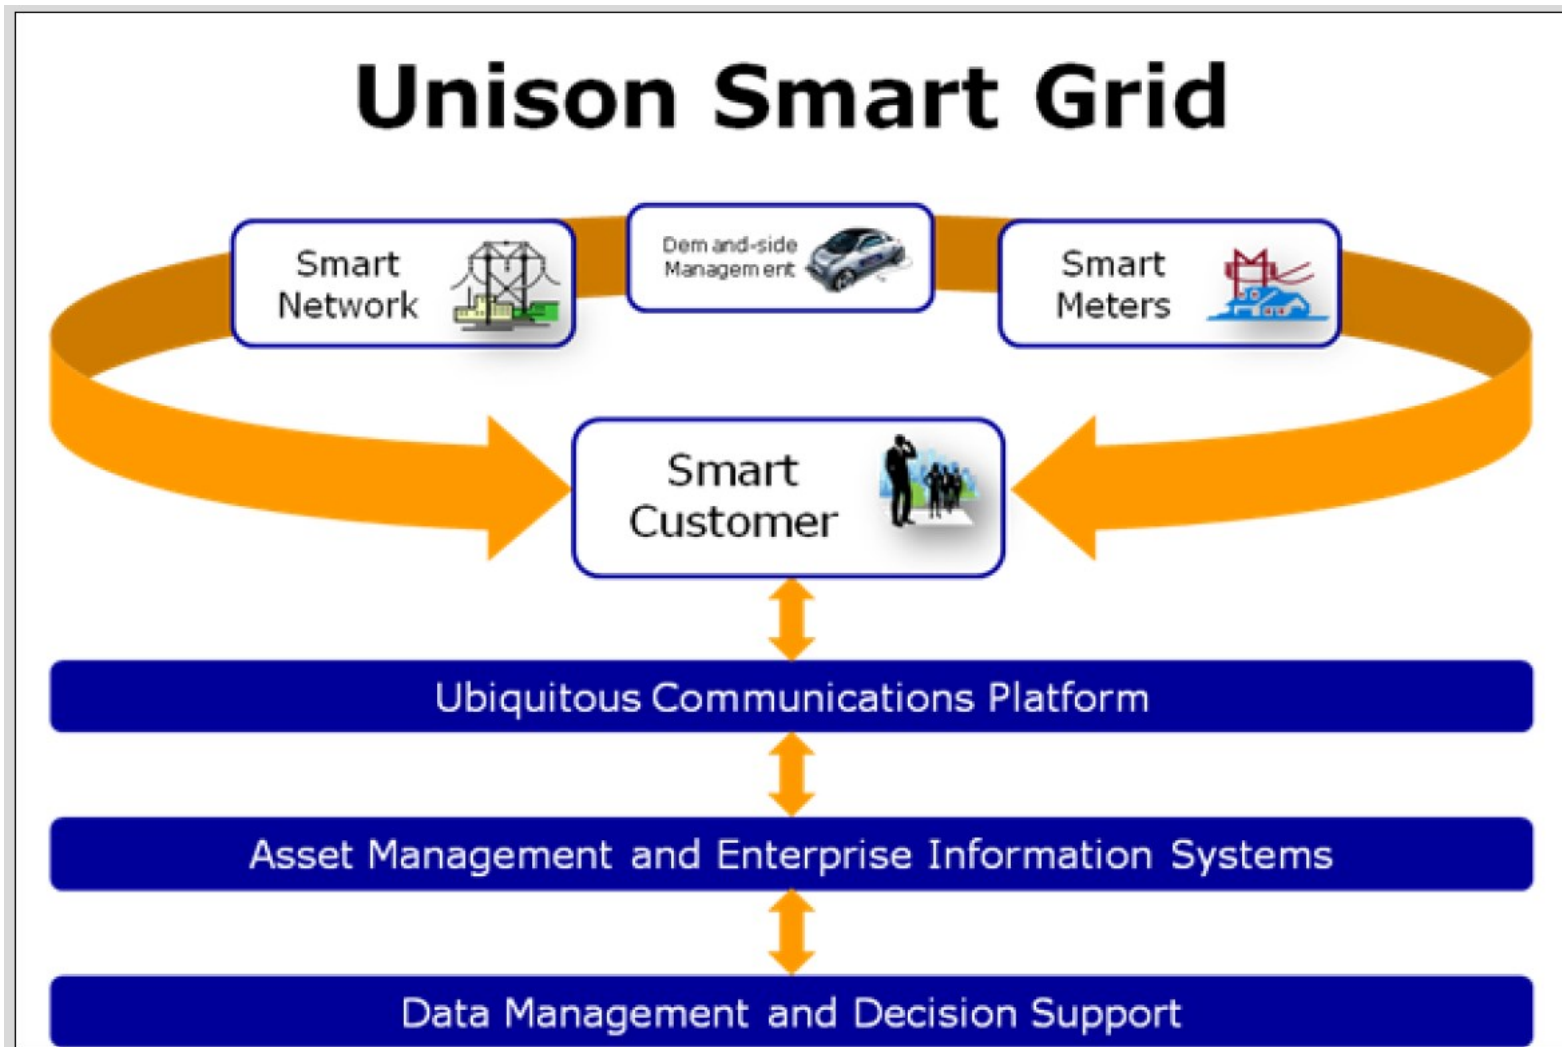 Unison Smart Grid
Smart
Network
Demand-side
Management
Smart
Meters
Smart
Customer
Ubiquitous Communications Platform
Asset Management and Enterprise Information Systems
Data Management and Decision Support